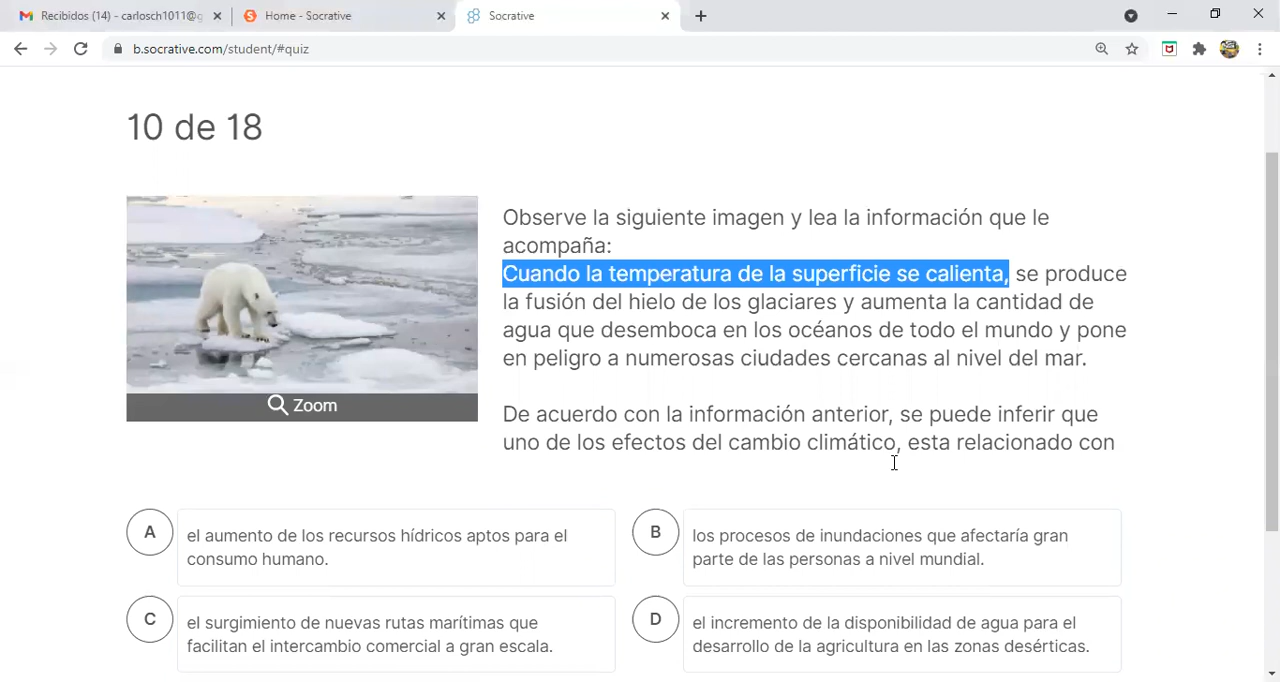 Recibidos (14) - carlosch1011@g
Home - Socrative
Socrative
b.socrative.com/student/#quiz
10 de 18
Observe la siguiente imagen y lea la información que le
acompaña:
Cuando la temperatura de la superficie se calienta, se produce
la fusión del hielo de los glaciares y aumenta la cantidad de
agua que desemboca en los océanos de todo el mundo y pone
en peligro a numerosas ciudades cercanas al nivel del mar.
De acuerdo con la información anterior, se puede inferir que
uno de los efectos del cambio climático, esta relacionado con
Zoom
A
el aumento de los recursos hídricos aptos para el
consumo humano.
B
los procesos de inundaciones que afectaría gran
parte de las personas a nivel mundial.
C
el surgimiento de nuevas rutas marítimas que
facilitan el intercambio comercial a gran escala.
D
el incremento de la disponibilidad de agua para el
desarrollo de la agricultura en las zonas desérticas.